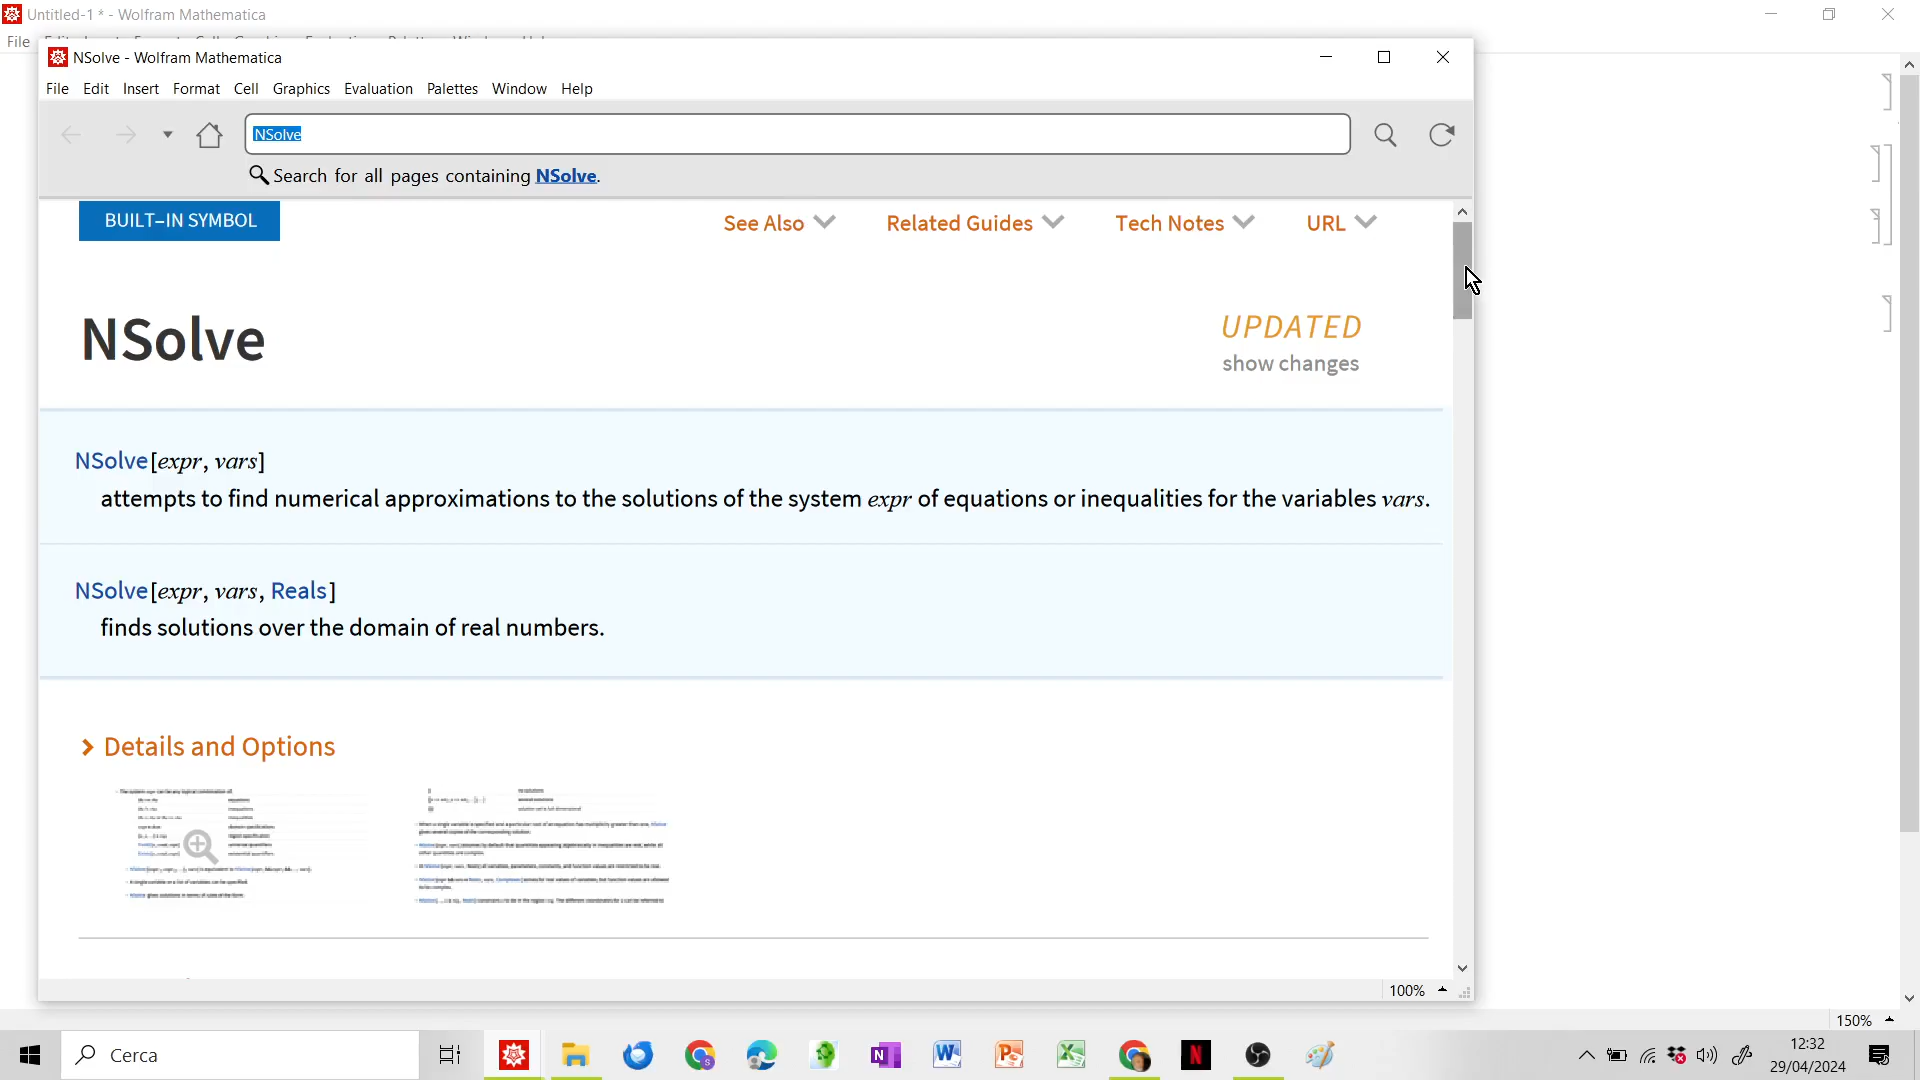 Untitled-1 * - Wolfram Mathematica
File
NSolve - Wolfram Mathematica
File Edit Insert Format Cell Graphics Evaluation Palettes Window Help
NSolve
Search for all pages containing NSolve.
BUILT-IN SYMBOL See Also Related Guides Tech Notes URL
NSolve
UPDATED
show changes
NSolve[expr, vars]
attempts to find numerical approximations to the solutions of the system expr of equations or inequalities for the variables vars.
NSolve[expr, vars, Reals]
finds solutions over the domain of real numbers.
Details and Options
100%
150%
Cerca
12:32
29/04/2024